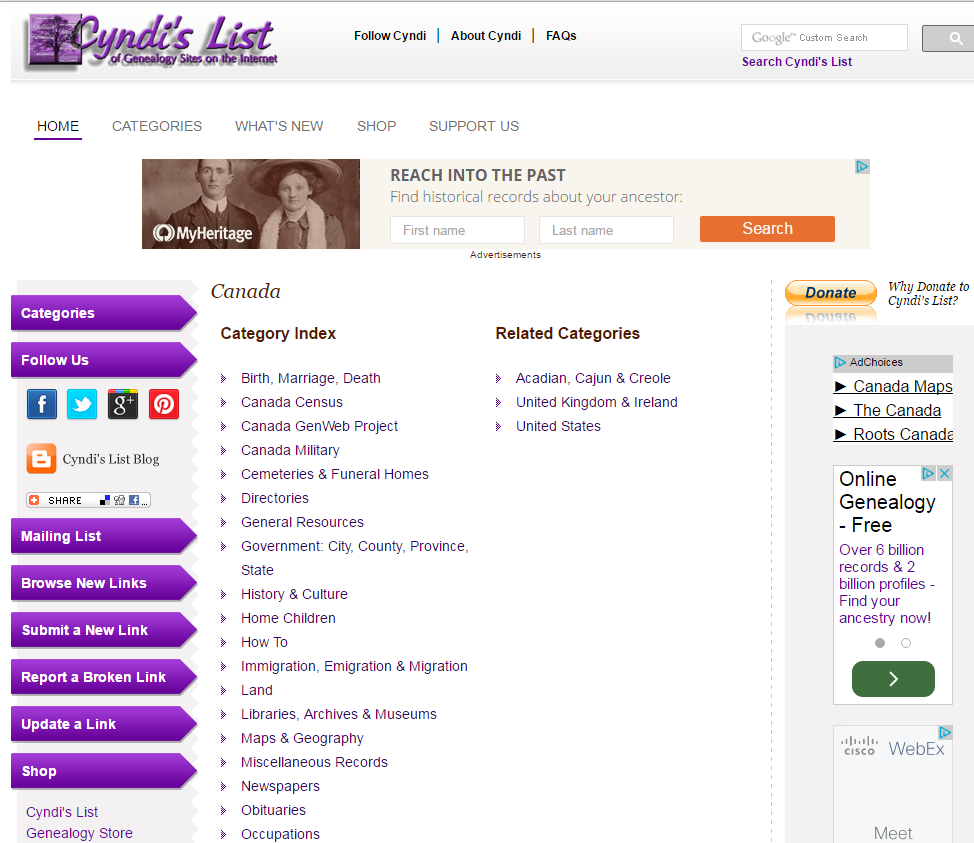 Cyndi's List
of Genealogy Sites on the Internet
Follow Cyndi
About Cyndi
FAQs
Google™ Custom Search
Search Cyndi's List
HOME
CATEGORIES
WHAT'S NEW
SHOP
SUPPORT US
MyHeritage
REACH INTO THE PAST
Find historical records about your ancestor:
First name
Last name
Search
Advertisements
Categories
Follow Us
Cyndi's List Blog
SHARE
Mailing List
Browse New Links
Submit a New Link
Report a Broken Link
Update a Link
Shop
Cyndi's List
Genealogy Store
Canada
Category Index
Birth, Marriage, Death
Canada Census
Canada GenWeb Project
Canada Military
Cemeteries & Funeral Homes
Directories
General Resources
Government: City, County, Province,
State
History & Culture
Home Children
How To
Immigration, Emigration & Migration
Land
Libraries, Archives & Museums
Maps & Geography
Miscellaneous Records
Newspapers
Obituaries
Occupations
Related Categories
Acadian, Cajun & Creole
United Kingdom & Ireland
United States
Donate
Why Donate to
Cyndi's List?
AdChoices
► Canada Maps
► The Canada
► Roots Canada
Online
Genealogy
- Free
Over 6 billion
records & 2
billion profiles -
Find your
ancestry now!
CISCO
WebEx
Meet